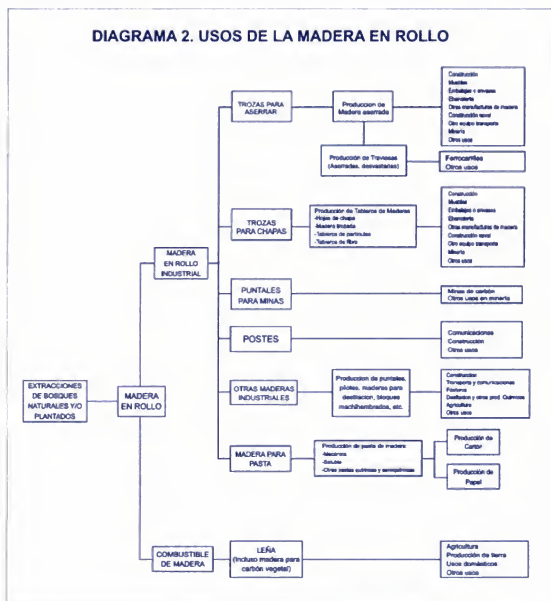 DIAGRAMA 2. USOS DE LA MADERA EN ROLLO
EXTRACCIONES
DE BOSQUES
NATURALES Y/O
PLANTADOS
MADERA
EN ROLLO
MADERA
EN ROLLO
INDUSTRIAL
TROZAS PARA
ASERRAR
Produccion de
Madera aserrada
Construcción
Muebles
Embalajes o envases
Ebanistería
Otras manufacturas de madera
Construcción naval
Otro equipo transporte
Minería
Otros usos
Producción de Traviesas
(Aserradas, desvastadas)
Ferrocarriles
Otros usos
TROZAS
PARA CHAPAS
Producción de Tableros de Maderas
-Hojas de chapa
-Madera
-Tableros de partículas
-Tableros de fibra
Construcción
Muebles
Embalajes o envases
Ebanistería
Otras manufacturas de madera
Construcción naval
Otro equipo transporte
Minería
Otros usos
PUNTALES
PARA MINAS
Minas de carbón
Otros usos en minería
POSTES
Comunicaciones
Construcción
Otros usos
OTRAS MADERAS
INDUSTRIALES
Produccion de puntales,
pilotes, maderas para
destilacion, bloques
machihembrados, etc.
Construccion
Transporte y comunicaciones
Fósforos
Destilacion y otros prod. Químicos
Agricultura
Otros usos
MADERA PARA
PASTA
Producción de pasta de madera
-Mecánica
-Soluble
-Otras pastas químicas y semiquímicas
Producción de
Cartón
Producción de
Papel
COMBUSTIBLE
DE MADERA
LEÑA
(Incluso madera para
carbón vegetal)
Agricultura
Producción de tierra
Usos domésticos
Otros usos